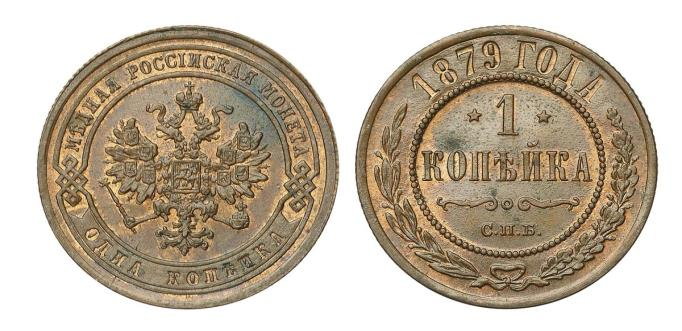 МѢДНАЯ РОССІЙСКАЯ МОНЕТА
ОДНА КОПѢЙКА
1879 ГОДА
1
КОПѢЙКА
С.П.Б.